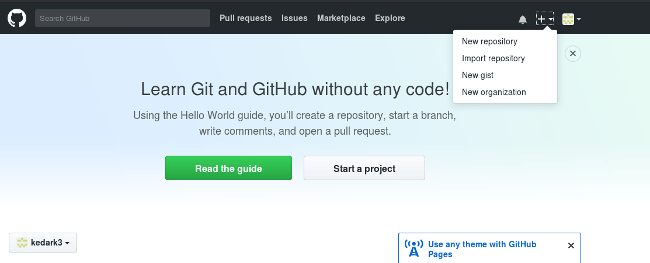 Search GitHub
Pull requests Issues Marketplace Explore
New repository
Import repository
New gist
New organization
Learn Git and GitHub without any code!
Using the Hello World guide, you'll create a repository, start a branch,
write comments, and open a pull request.
Read the guide Start a project
kedark3
Use any theme with GitHub
Pages